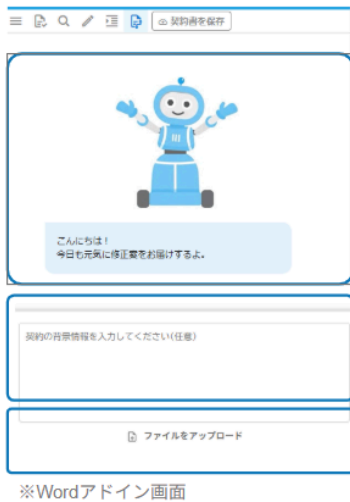 契約書を保存
こんにちは！
今日も元気に修正案をお届けするよ。
契約の背景情報を入力してください(任意)
ファイルをアップロード
※Wordアドイン画面